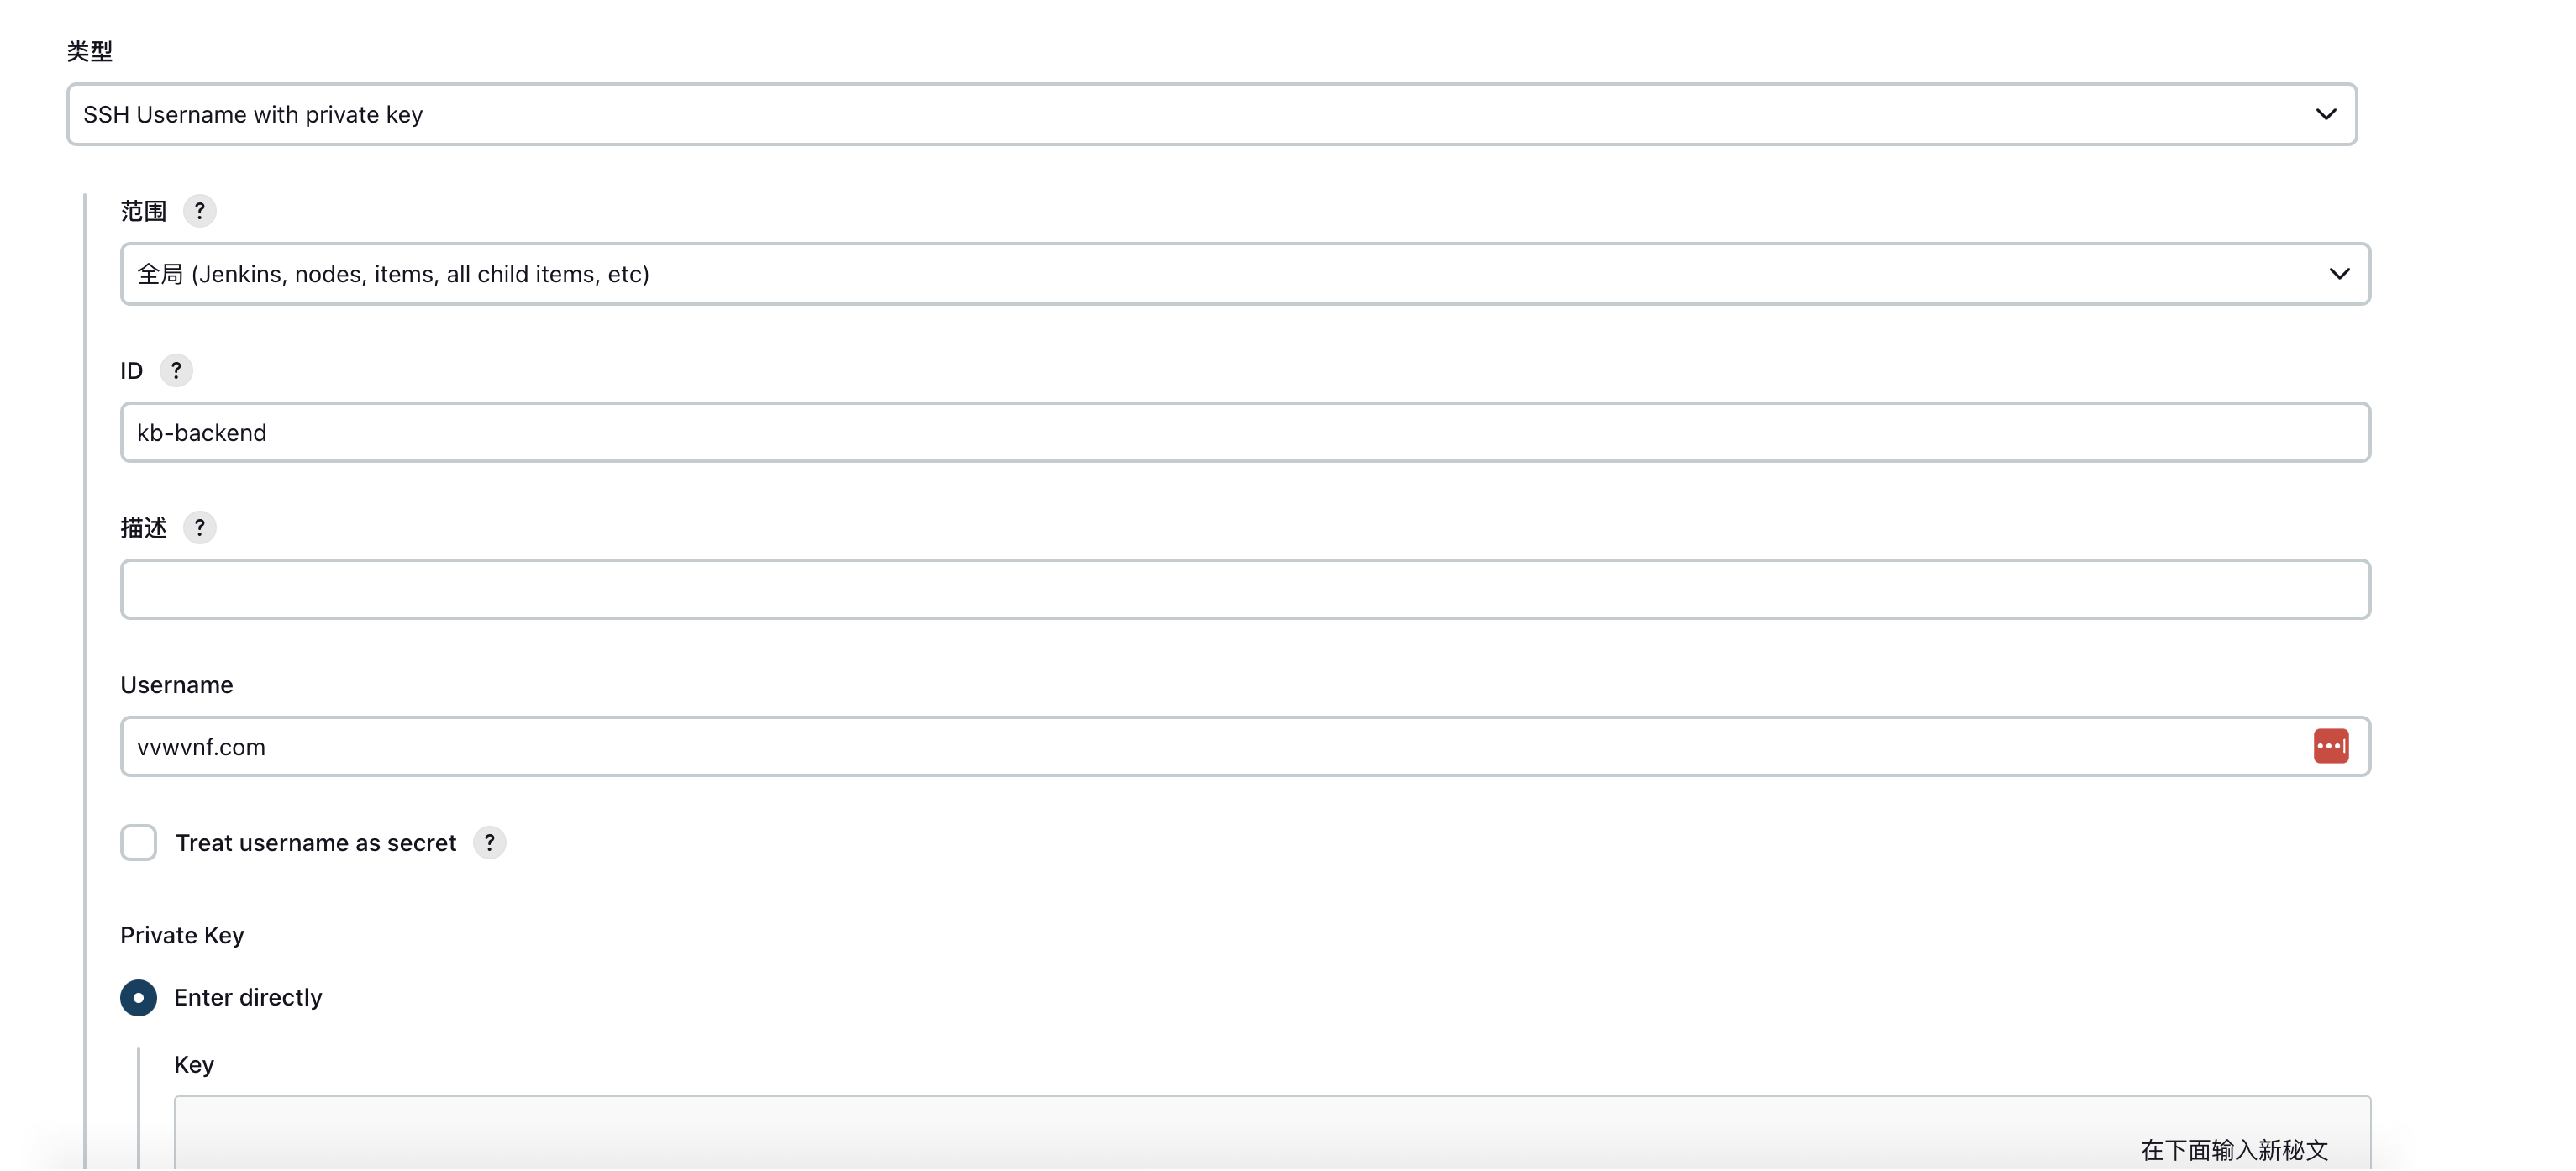 类型
SSH Username with private key
范围 ?
全局 (Jenkins, nodes, items, all child items, etc)
ID ?
kb-backend
描述 ?
Username
vvwvnf.com
Treat username as secret ?
Private Key
Enter directly
Key
在下面输入新秘文